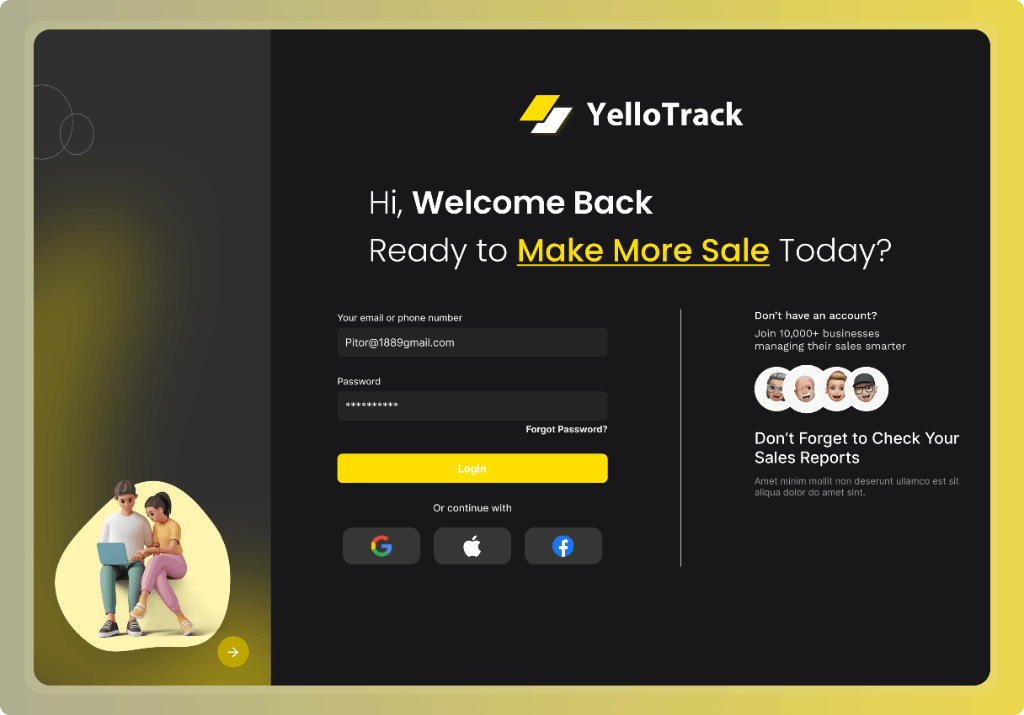 YelloTrack
Hi, Welcome Back
Ready to Make More Sale Today?
Your email or phone number
Pitor@1889gmail.com
Password
**********
Forgot Password?
Login
Or continue with
Don't have an account?
Join 10,000+ businesses
managing their sales smarter
Don't Forget to Check Your
Sales Reports
Amet minim mollit non deserunt ullamco est sit
aliqua dolor do amet sint.